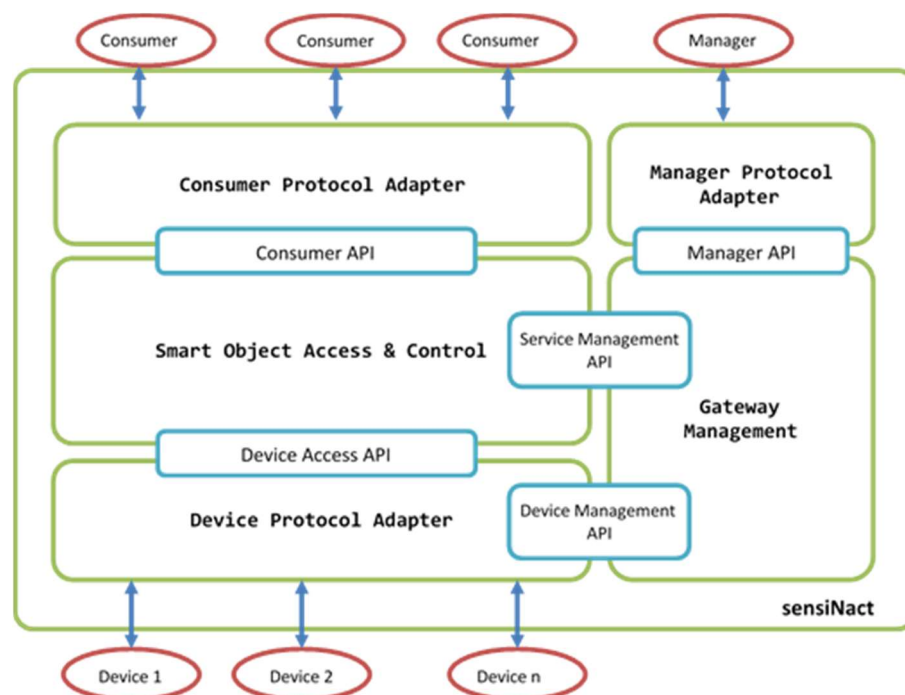 Consumer
Consumer
Consumer
Manager
Consumer Protocol Adapter
Manager Protocol
Adapter
Consumer API
Manager API
Smart Object Access & Control
Service Management
API
Gateway
Management
Device Access API
Device Protocol Adapter
Device Management
API
sensiNact
Device 1
Device 2
Device n